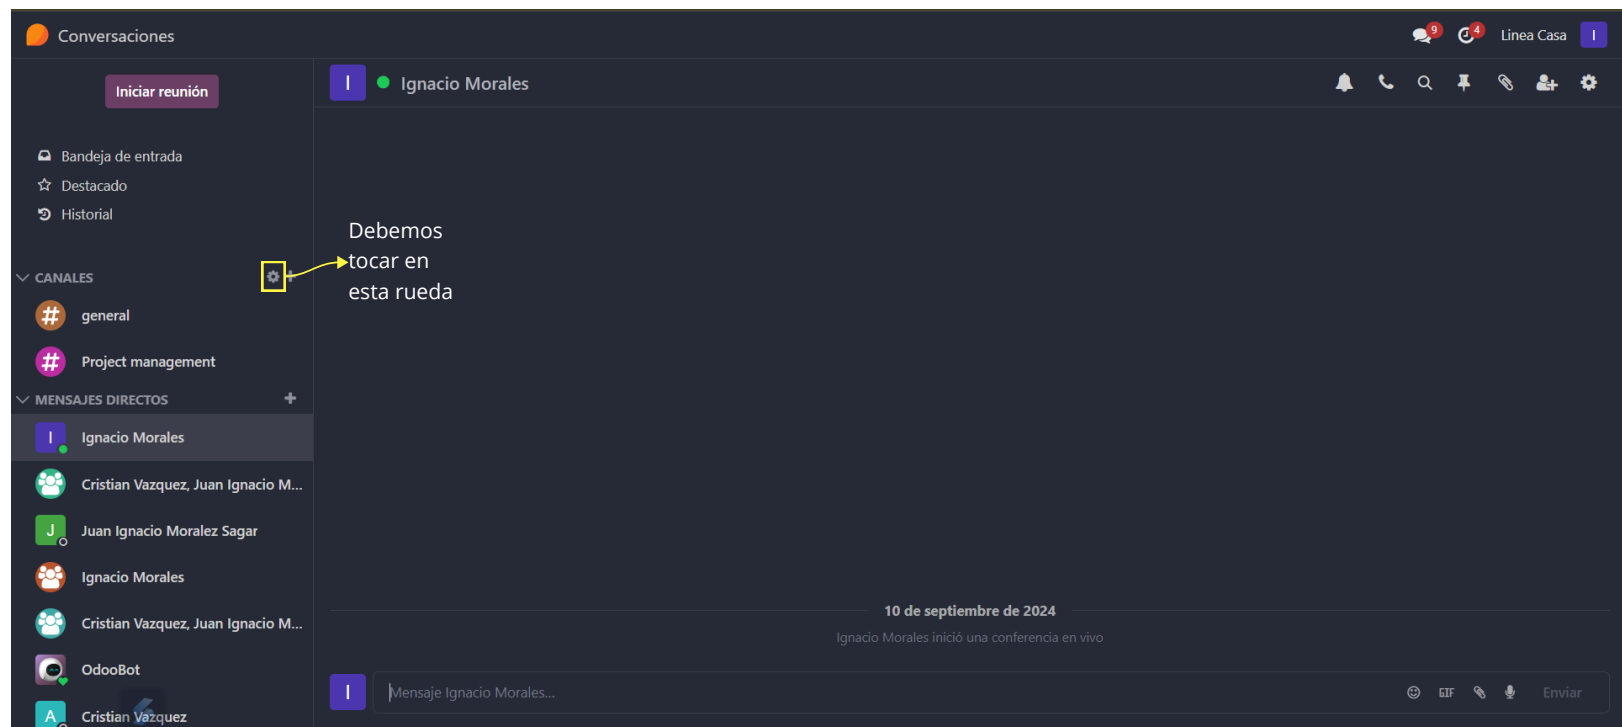 Conversaciones
9
4
Linea Casa
I
Iniciar reunión
I
Ignacio Morales
Bandeja de entrada
Destacado
Historial
Debemos
tocar en
esta rueda
CANALES
general
Project management
MENSAJES DIRECTOS
I
Ignacio Morales
Cristian Vazquez, Juan Ignacio M...
J
Juan Ignacio Moralez Sagar
Ignacio Morales
Cristian Vazquez, Juan Ignacio M...
OdooBot
A
Cristian Vazquez
10 de septiembre de 2024
Ignacio Morales inició una conferencia en vivo
I
Mensaje Ignacio Morales...
GIF
Enviar